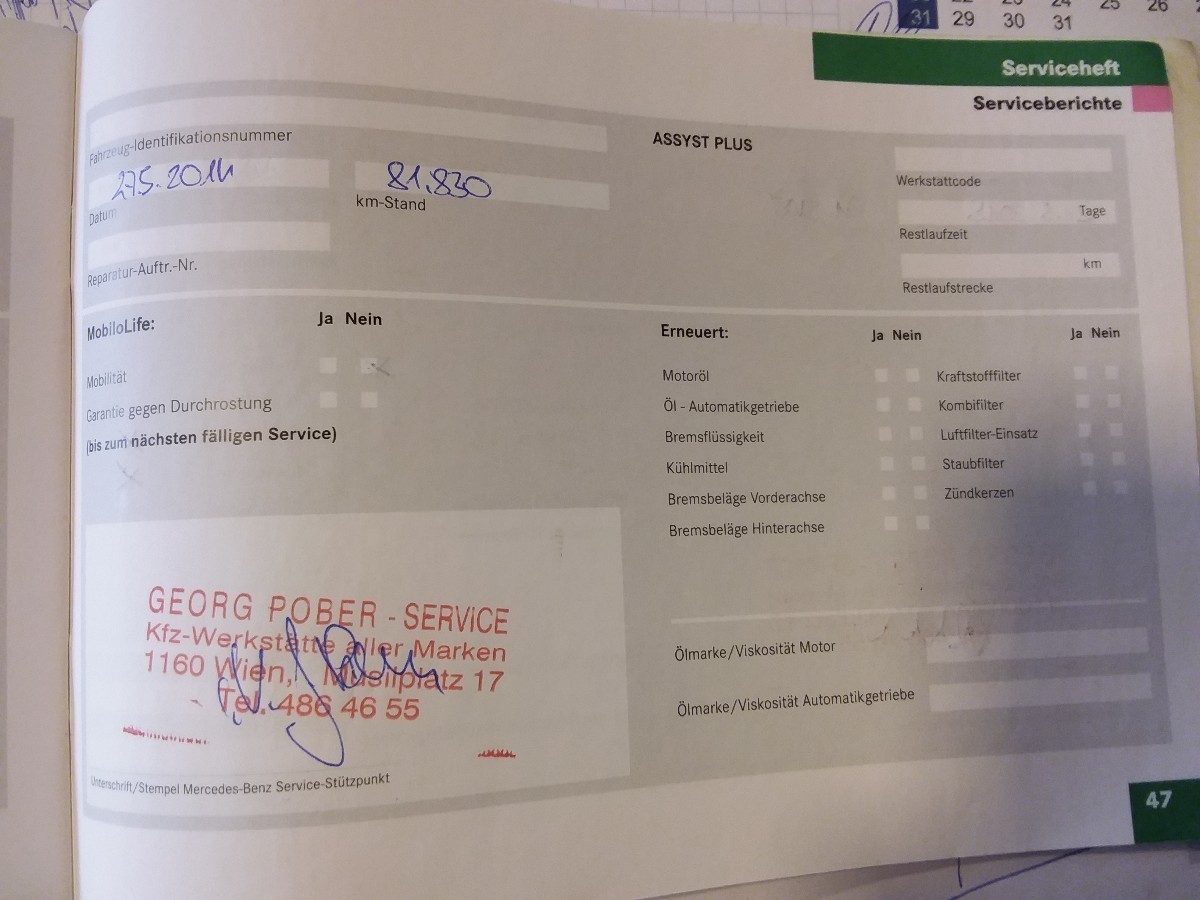 31 29 30 31
25 26
Serviceheft
Serviceberichte
Fahrzeug-Identifikationsnummer
27.5.2014
81.830
Datum
km-Stand
Reparatur-Auftr.-Nr.
ASSYST PLUS
Werkstattcode
Tage
Restlaufzeit
km
Restlaufstrecke
MobiloLife:
Ja Nein
Mobilität
Garantie gegen Durchrostung
(bis zum nächsten fälligen Service)
Erneuert:
Ja Nein
Ja Nein
Motoröl
Kraftstofffilter
Öl - Automatikgetriebe
Kombifilter
Bremsflüssigkeit
Luftfilter-Einsatz
Kühlmittel
Staubfilter
Bremsbeläge Vorderachse
Zündkerzen
Bremsbeläge Hinterachse
GEORG POBER - SERVICE
Kfz-Werkstätte aller Marken
1160 Wien, Musilplatz 17
Tel. 486 46 55
Unterschrift/Stempel Mercedes-Benz Service-Stützpunkt
Ölmarke/Viskosität Motor
Ölmarke/Viskosität Automatikgetriebe
47